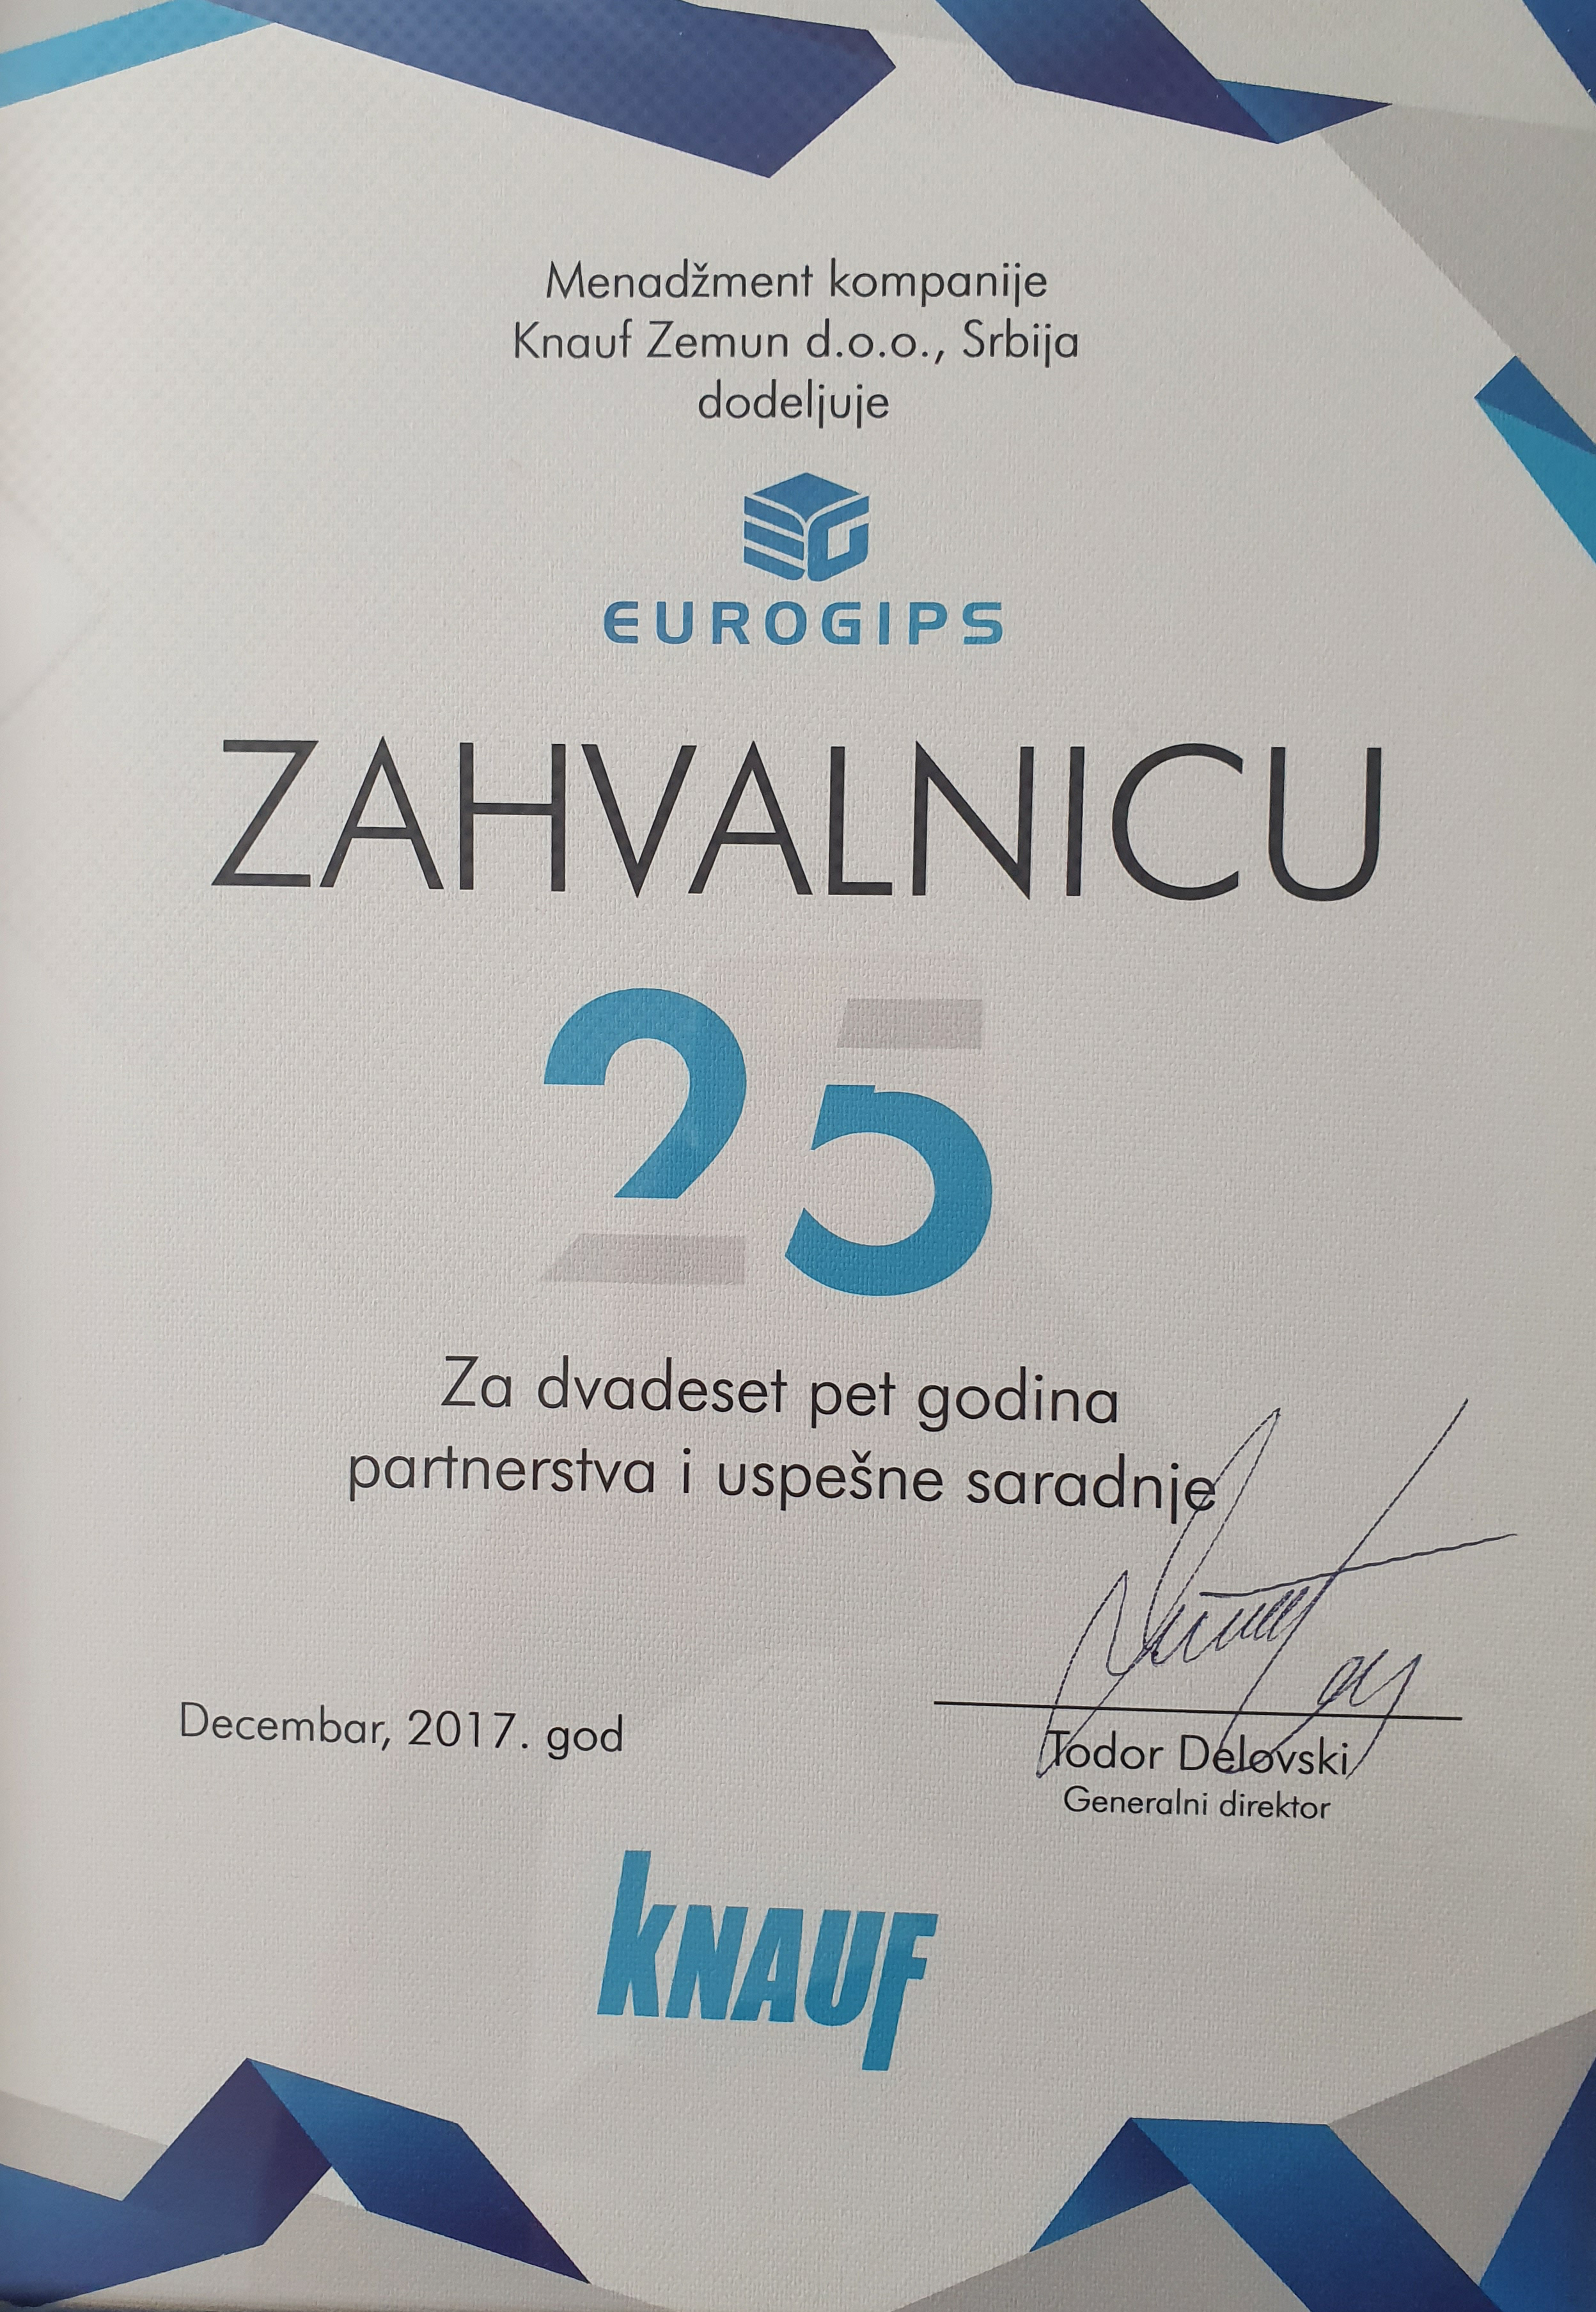 Menadžment kompanije
Knauf Zemun d.o.o., Srbija
dodeljuje
EG
EUROGIPS
ZAHVALNICU
25
Za dvadeset pet godina
partnerstva i uspešne saradnje
Decembar, 2017. god
Todor Delovski
Generalni direktor
KNAUF